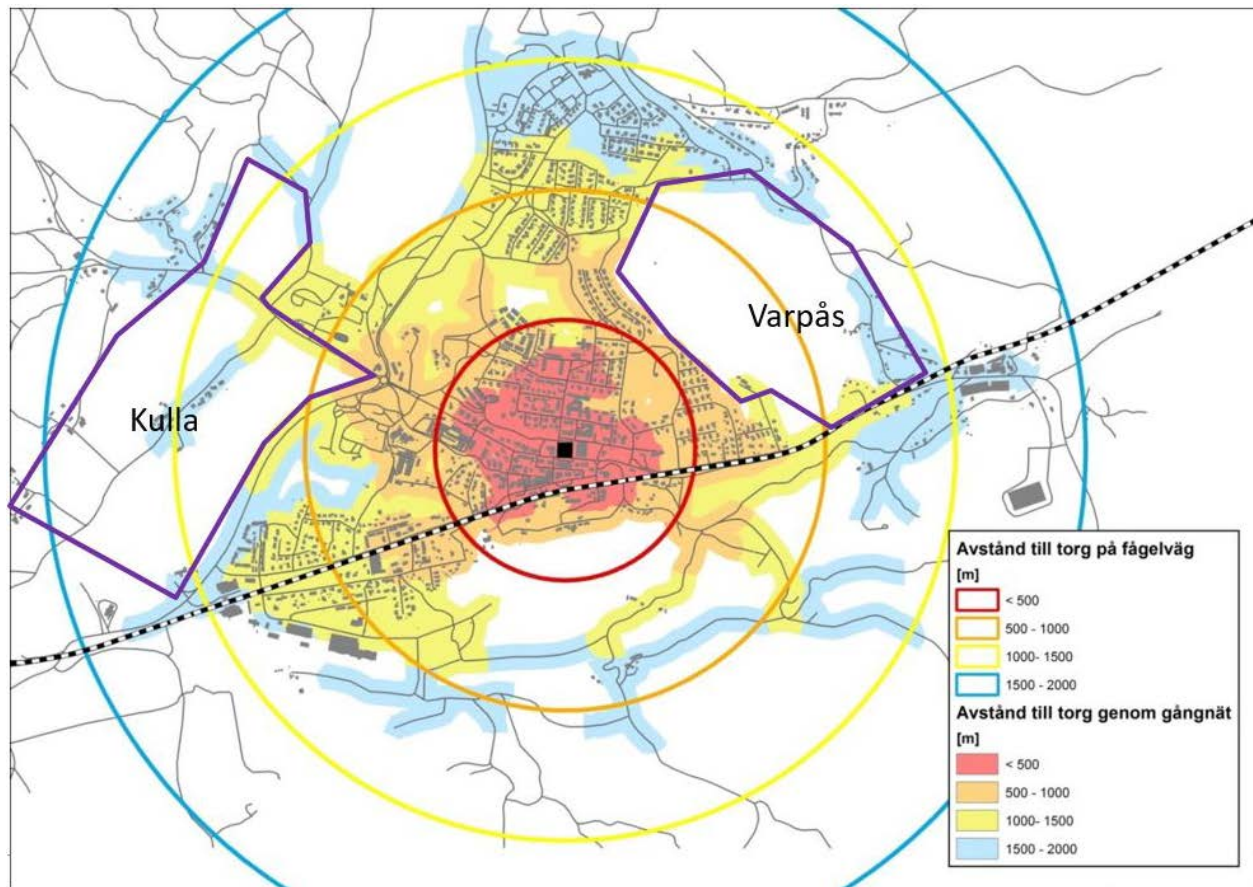 Varpås
Kulla
Avstånd till torg på fågelväg
[m]
< 500
500 - 1000
1000- 1500
1500 - 2000
Avstånd till torg genom gångnät
[m]
< 500
500 - 1000
1000- 1500
1500 - 2000